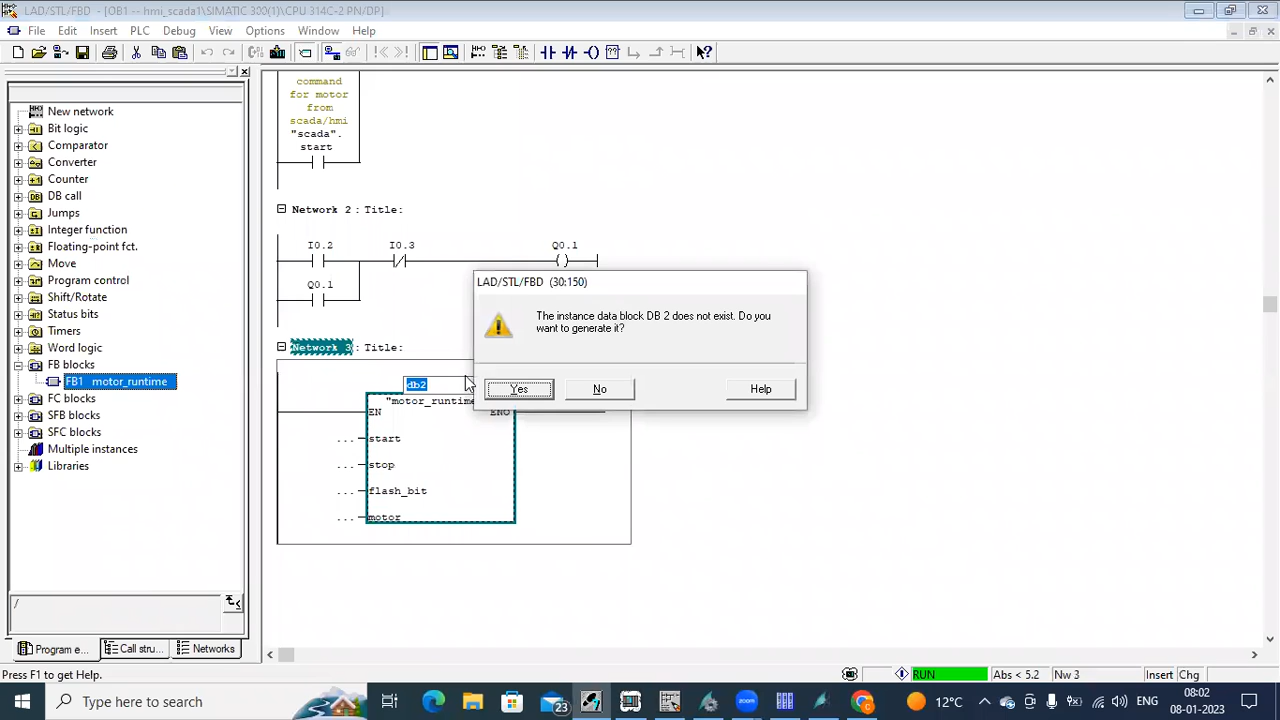 LAD/STL/FBD - [OB1 -- hmi_scada1\SIMATIC 300(1)\CPU 314C-2 PN/DP]
File Edit Insert PLC Debug View Options Window Help
New network
Bit logic
Comparator
Converter
Counter
DB call
Jumps
Integer function
Floating-point fct.
Move
Program control
Shift/Rotate
Status bits
Timers
Word logic
FB blocks
FB1 motor_runtime
FC blocks
SFB blocks
SFC blocks
Multiple instances
Libraries
/
Program e...
Call stru...
Networks
command
for motor
from
scada/hmi
"scada".
start
Network 2 : Title:
I0.2 I0.3 Q0.1
Q0.1
Network 3 : Title:
db2
"motor_runtime
EN ENO
... start
... stop
... flash_bit
... motor
LAD/STL/FBD (30:150)
The instance data block DB 2 does not exist. Do you
want to generate it?
Yes No Help
Press F1 to get Help.
RUN Abs < 5.2 Nw 3 Insert Chg
Type here to search
23
12°C
ENG
08:02
08-01-2023